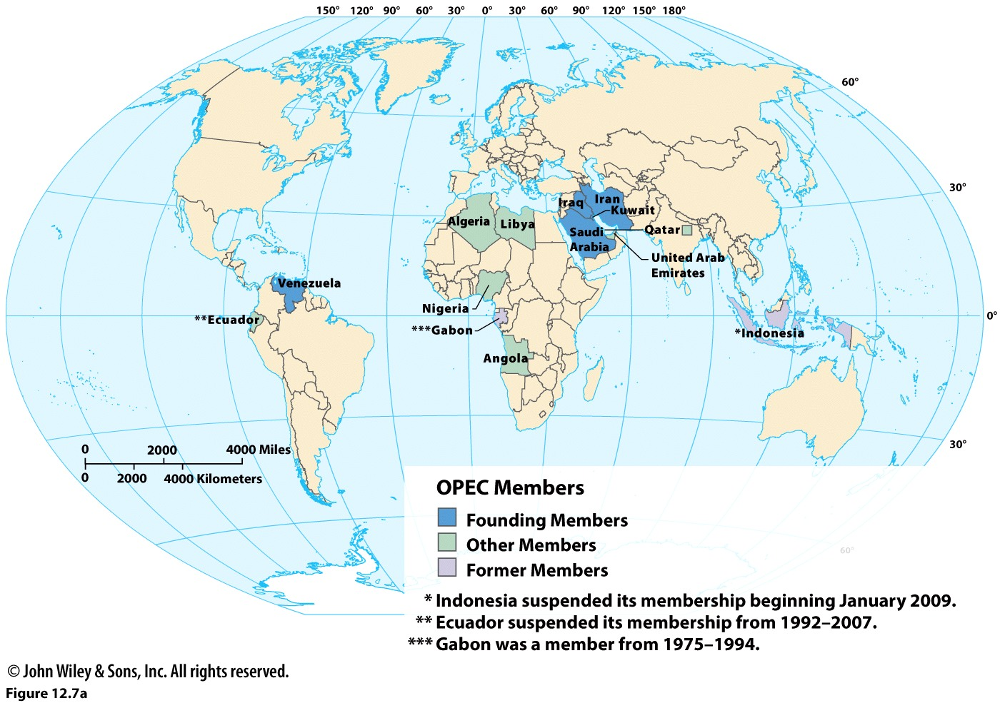 150° 120° 90° 60° 30° 0° 30° 60° 90° 120° 150° 180°
60°
30°
Iraq
Iran
Kuwait
Algeria
Libya
Saudi
Arabia
Qatar
United Arab
Emirates
Venezuela
Nigeria
**Ecuador
***Gabon
0°
*Indonesia
Angola
30°
0 2000 4000 Miles
0 2000 4000 Kilometers
OPEC Members
Founding Members
Other Members
60°
Former Members
* Indonesia suspended its membership beginning January 2009.
** Ecuador suspended its membership from 1992–2007.
*** Gabon was a member from 1975–1994.
© John Wiley & Sons, Inc. All rights reserved.
Figure 12.7a